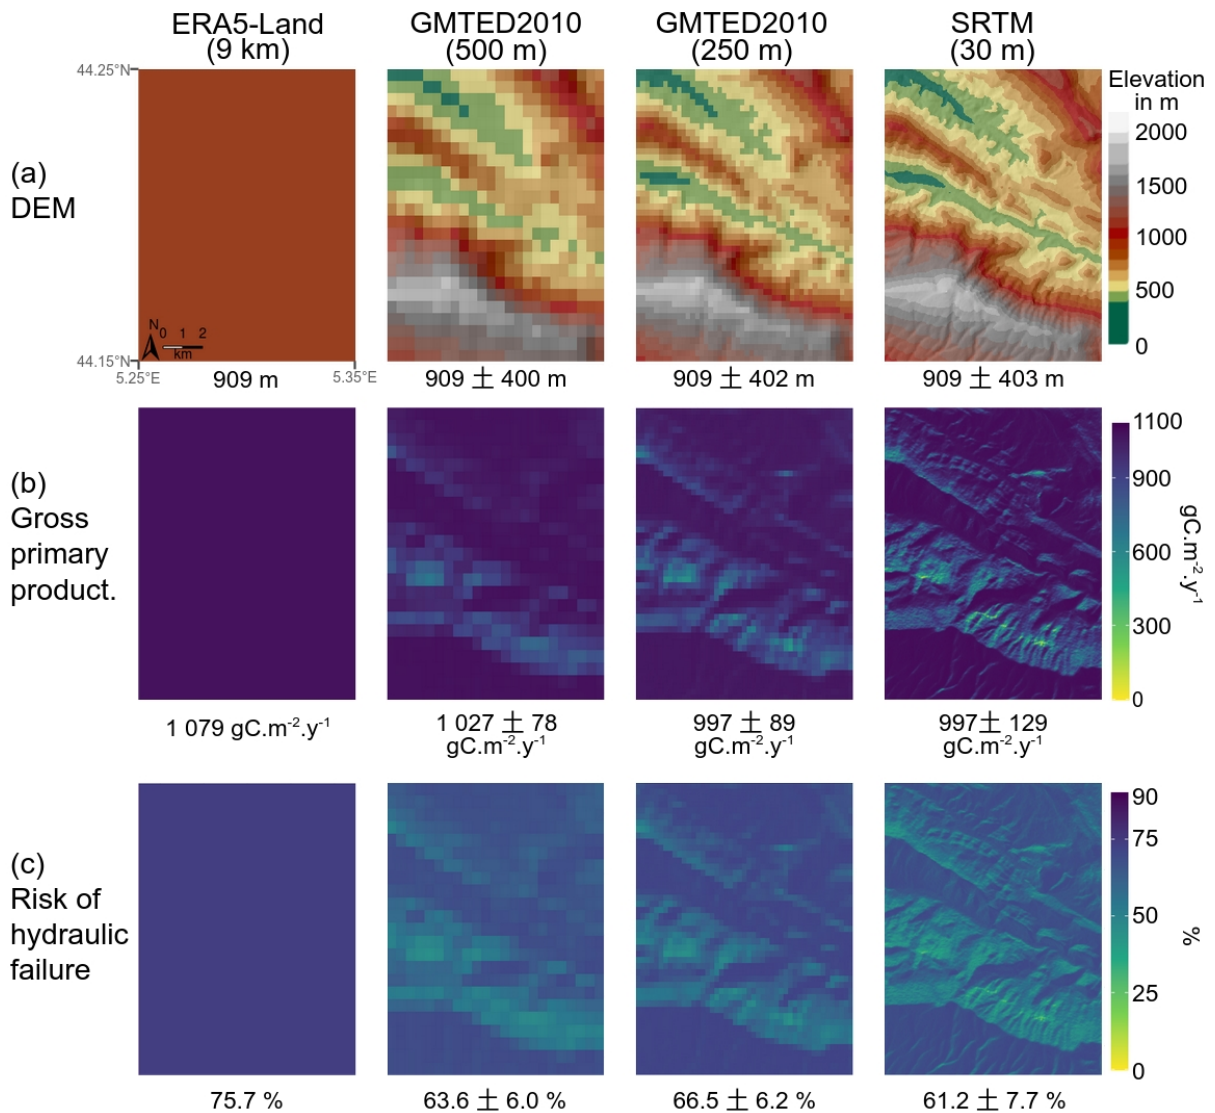 ERA5-Land
(9 km)
GMTED2010
(500 m)
GMTED2010
(250 m)
SRTM
(30 m)
44.25°N
Elevation
in m
2000
1500
1000
500
0
(a)
DEM
N
0 1 2
km
44.15°N
5.25°E
5.35°E
909 m
909 ± 400 m
909 ± 402 m
909 ± 403 m
(b)
Gross
primary
product.
1100
900
600
300
0
gC.m⁻².y⁻¹
1 079 gC.m⁻².y⁻¹
1 027 ± 78
gC.m⁻².y⁻¹
997 ± 89
gC.m⁻².y⁻¹
997± 129
gC.m⁻².y⁻¹
(c)
Risk of
hydraulic
failure
90
75
50
25
0
%
75.7 %
63.6 ± 6.0 %
66.5 ± 6.2 %
61.2 ± 7.7 %